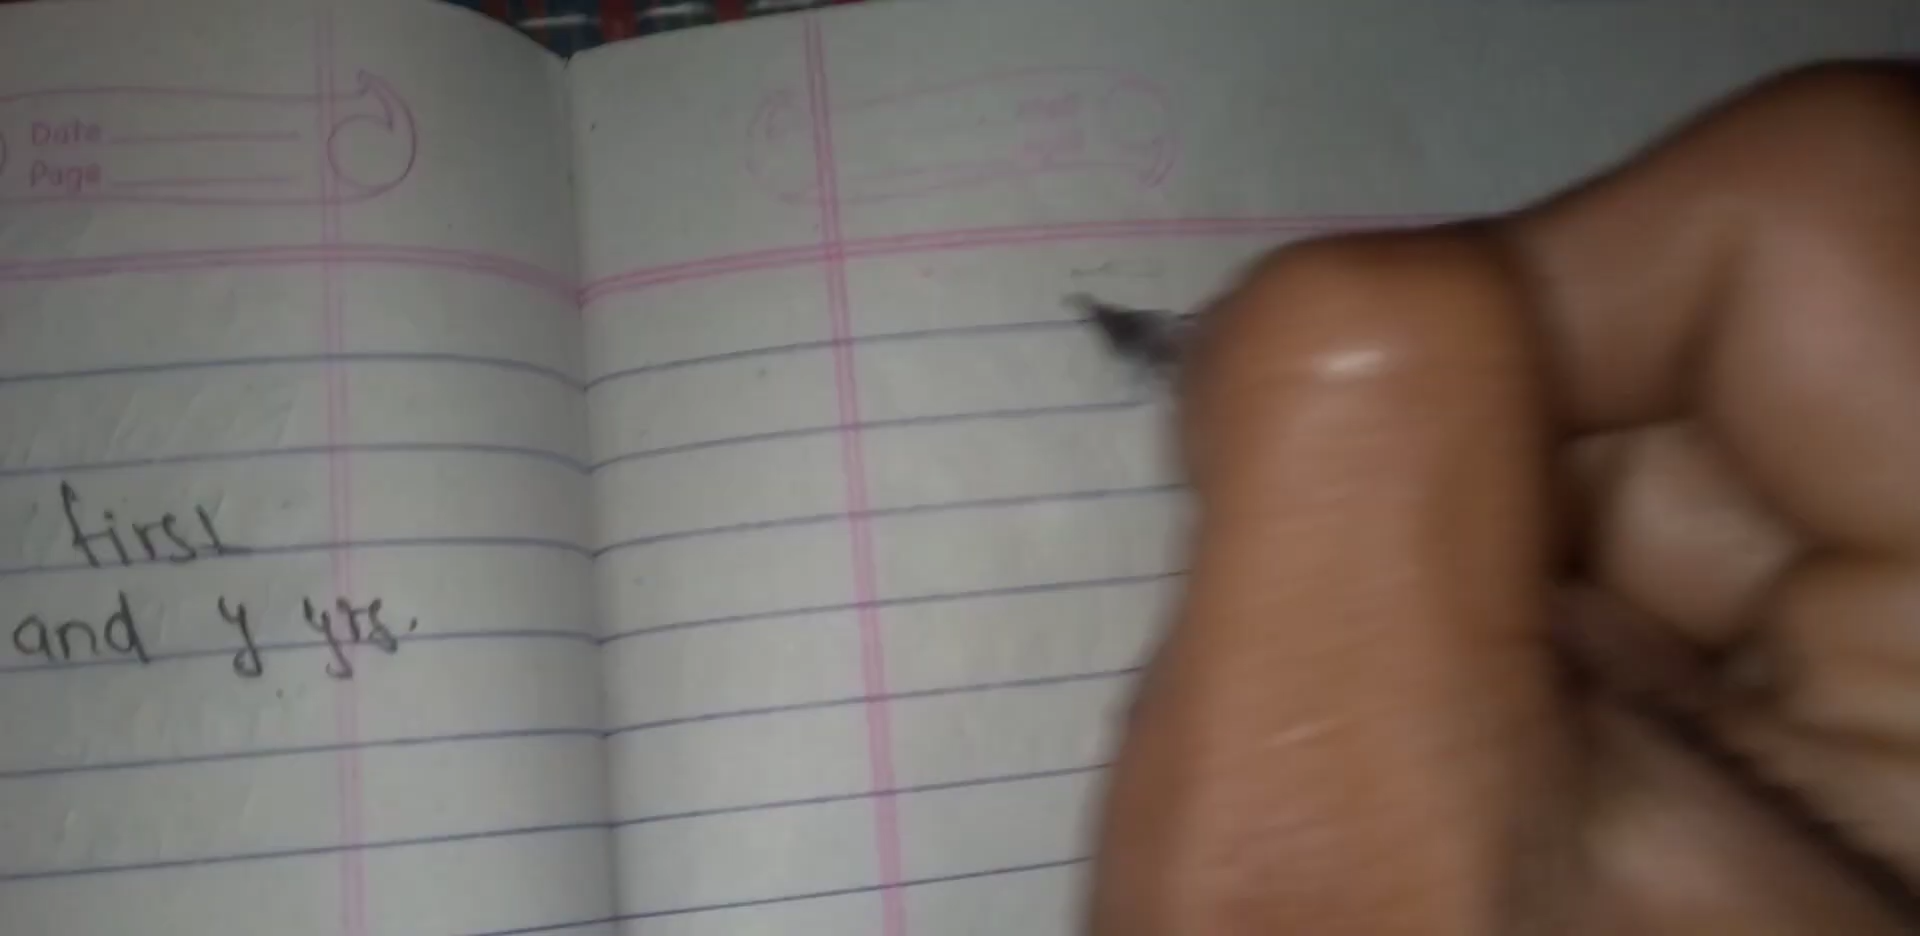 Date
Page
first
and y yrs.